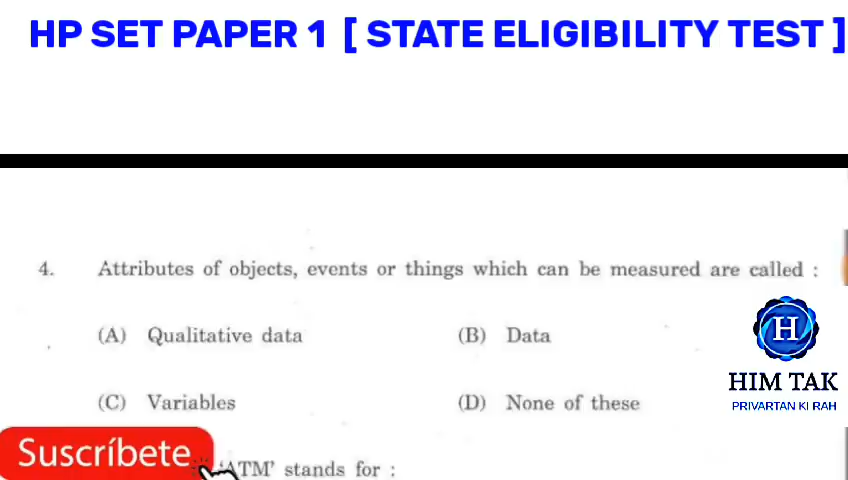 HP SET PAPER 1 [ STATE ELIGIBILITY TEST ]
4. Attributes of objects, events or things which can be measured are called :
(A) Qualitative data (B) Data
(C) Variables (D) None of these
H
HIM TAK
PRIVARTAN KI RAH
Suscríbete
'ATM' stands for :